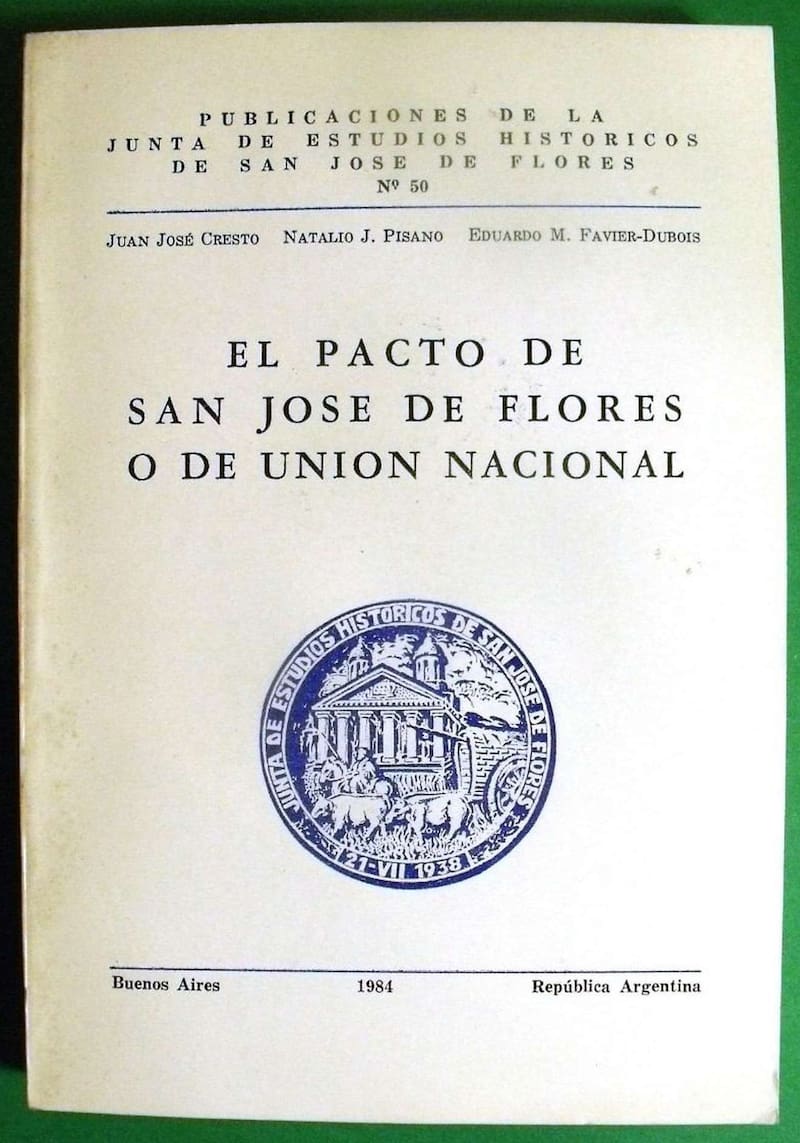 PUBLICACIONES DE LA
JUNTA DE ESTUDIOS HISTORICOS
DE SAN JOSE DE FLORES
Nº 50
JUAN JOSÉ CRESTO NATALIO J. PISANO EDUARDO M. FAVIER-DUBOIS
EL PACTO DE
SAN JOSE DE FLORES
O DE UNION NACIONAL
JUNTA DE ESTUDIOS HISTORICOS DE SAN JOSE DE FLORES
21-VII 1938
Buenos Aires 1984 República Argentina